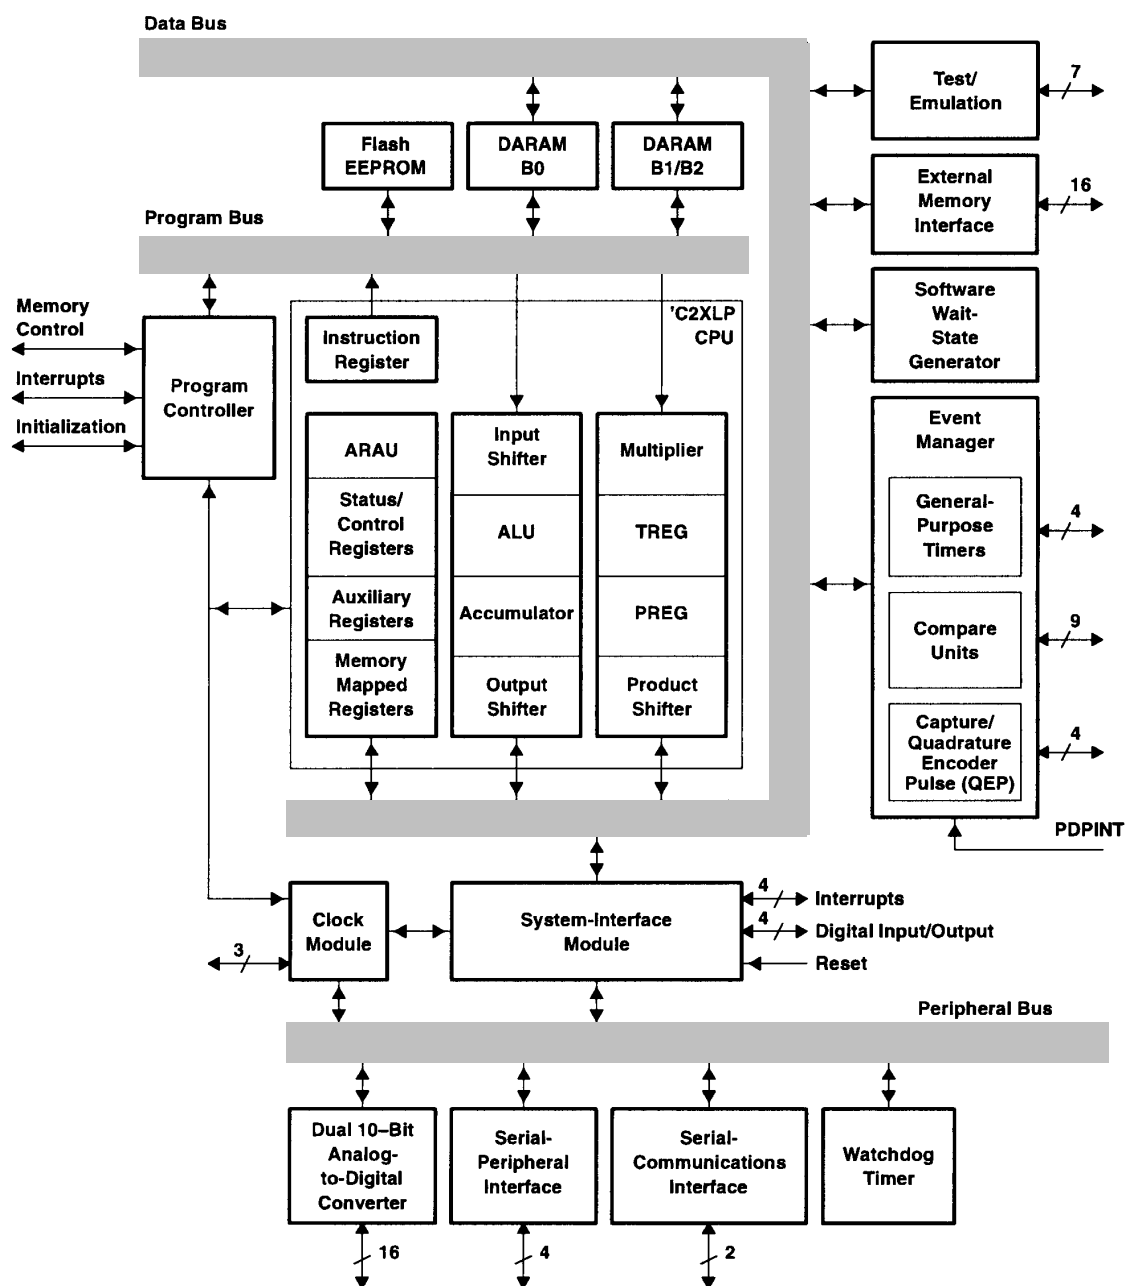 Data Bus
Test/
Emulation
7
Flash
EEPROM
DARAM
B0
DARAM
B1/B2
External
Memory
Interface
16
Program Bus
Software
Wait-
State
Generator
Memory
Control
Interrupts
Initialization
Program
Controller
'C2XLP
CPU
Instruction
Register
ARAU
Status/
Control
Registers
Auxiliary
Registers
Memory
Mapped
Registers
Input
Shifter
ALU
Accumulator
Output
Shifter
Multiplier
TREG
PREG
Product
Shifter
Event
Manager
General-
Purpose
Timers
4
Compare
Units
9
Capture/
Quadrature
Encoder
Pulse (QEP)
4
PDPINT
Clock
Module
3
System-Interface
Module
4
Interrupts
4
Digital Input/Output
Reset
Peripheral Bus
Dual 10–Bit
Analog-
to-Digital
Converter
16
Serial-
Peripheral
Interface
4
Serial-
Communications
Interface
2
Watchdog
Timer